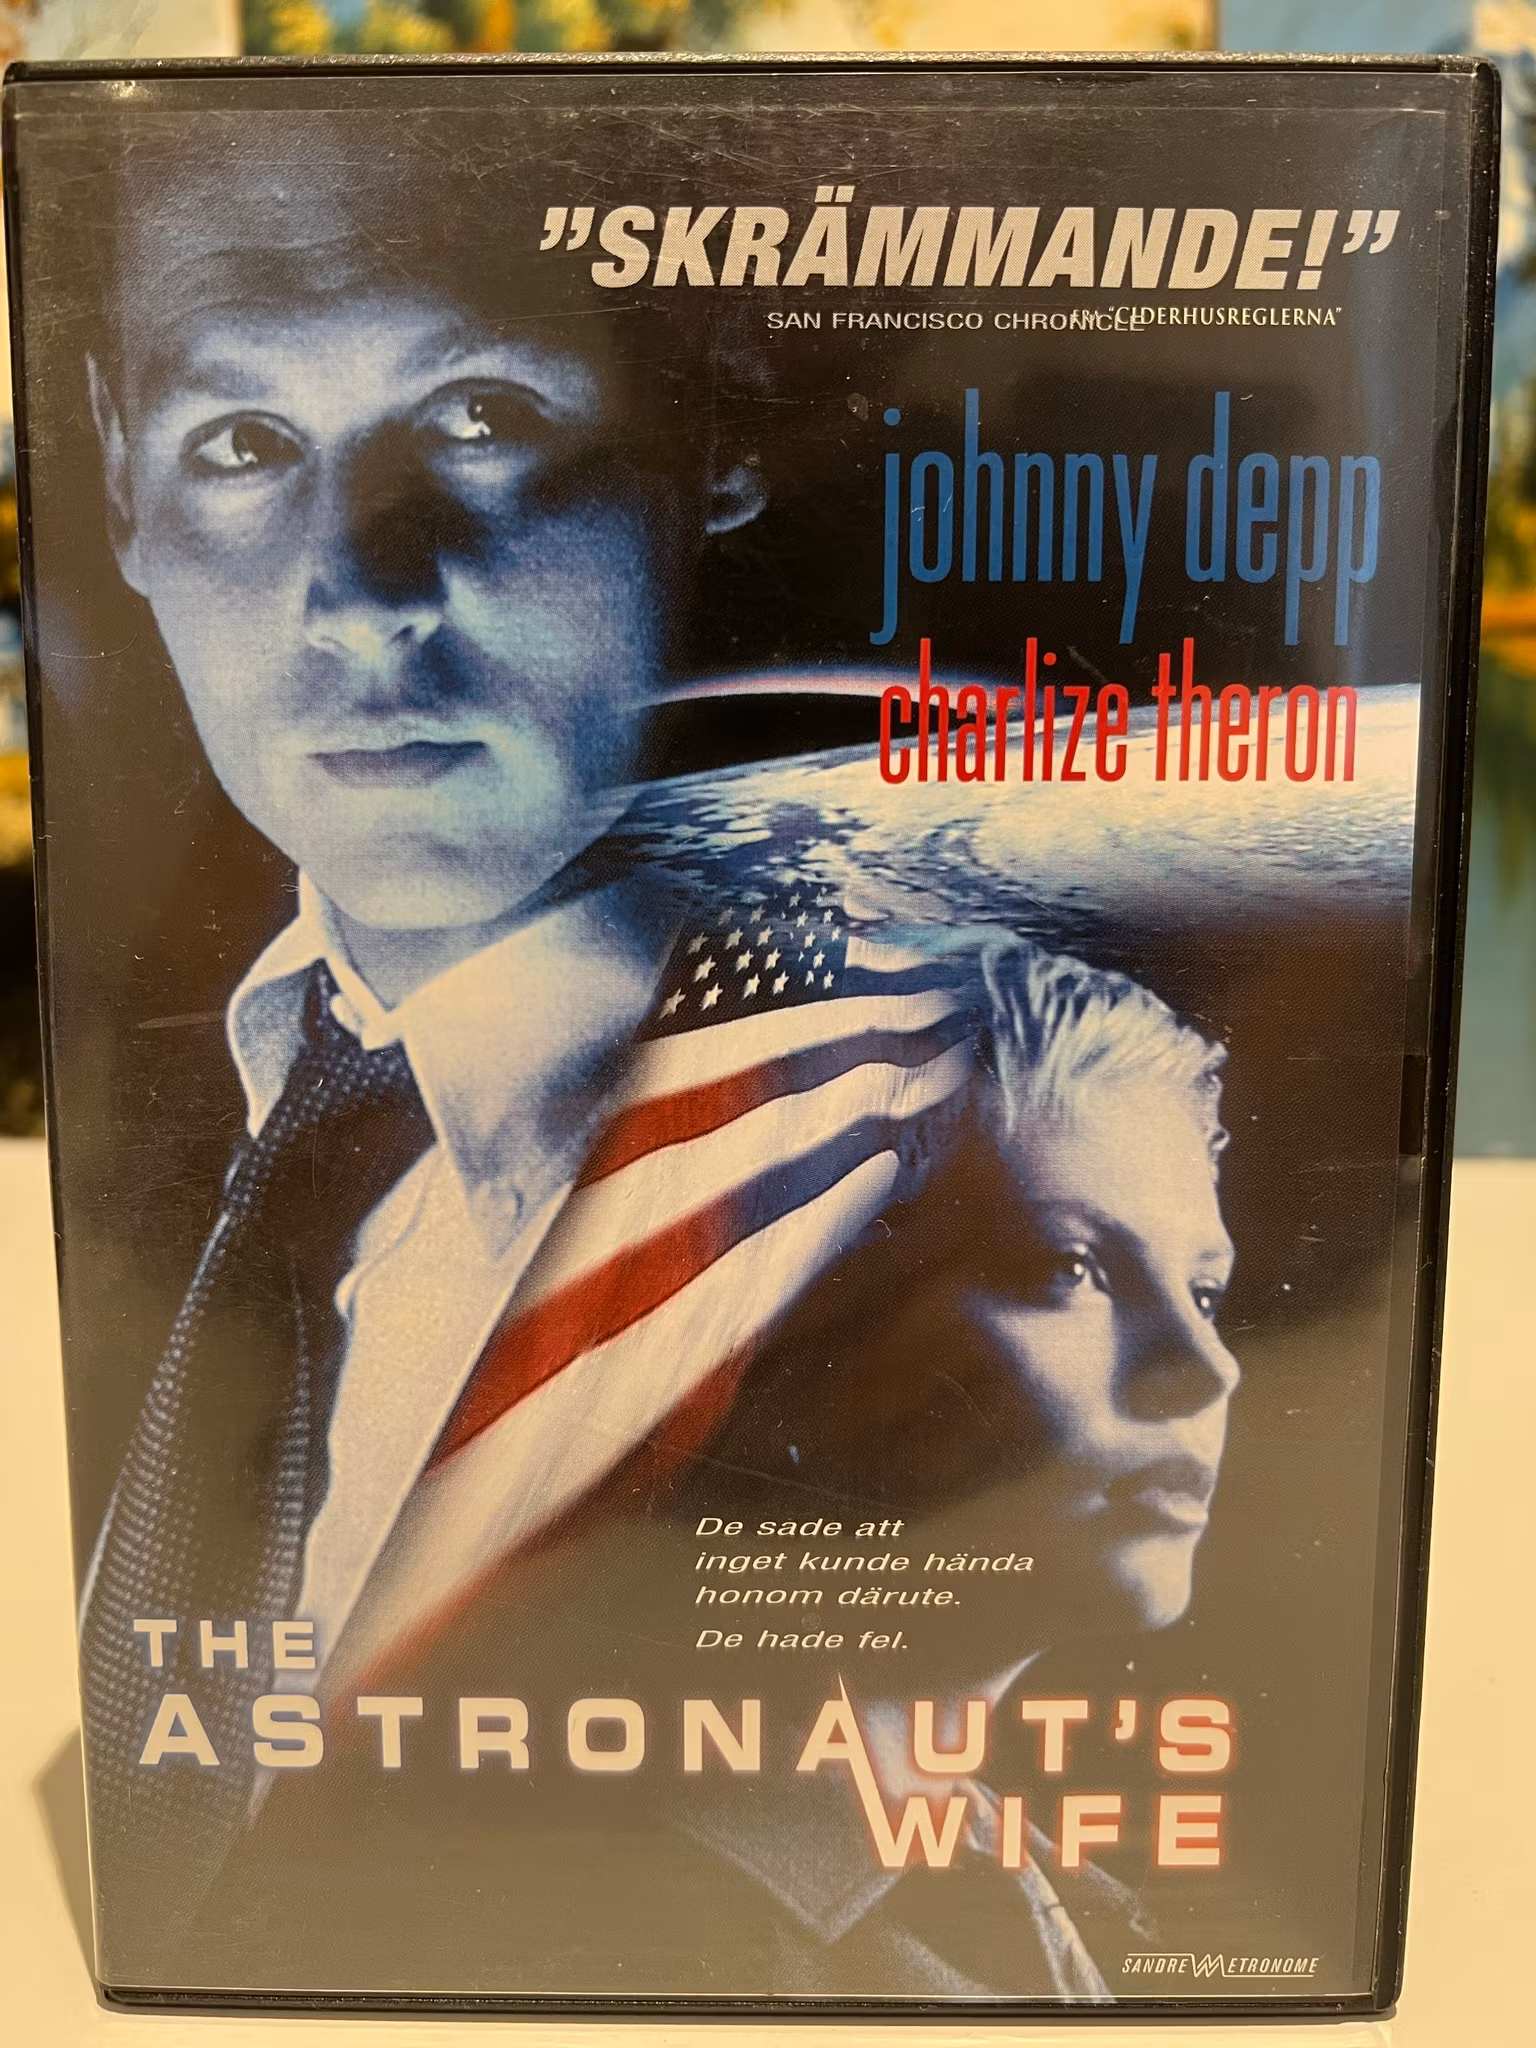 ”SKRÄMMANDE!”
SAN FRANCISCO CHRONICLE
"CIDERHUSREGLERNA"
johnny depp
charlize theron
De sade att
inget kunde hända
honom därute.
De hade fel.
THE
ASTRONAUT'S
WIFE
SANDREW METRONOME